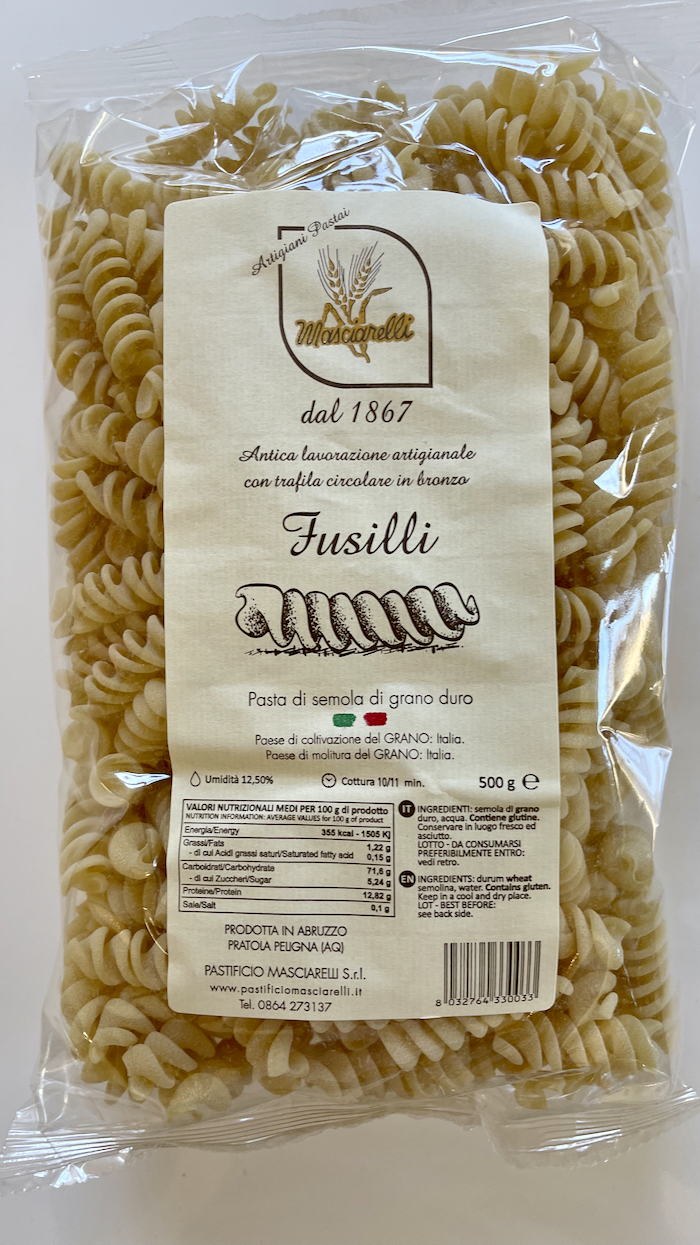 Artigiani Pastai
Masciarelli
dal 1867
Antica lavorazione artigianale
con trafila circolare in bronzo
Fusilli
Pasta di semola di grano duro
Paese di coltivazione del GRANO: Italia.
Paese di molitura del GRANO: Italia.
Umidità 12,50%
Cottura 10/11 min.
500 g ℮
VALORI NUTRIZIONALI MEDI PER 100 g di prodotto
NUTRITION INFORMATION: AVERAGE VALUES for 100 g of product
Energia/Energy 355 kcal - 1505 Kj
Grassi/Fats 1,22 g
- di cui Acidi grassi saturi/Saturated fatty acid 0,15 g
Carboidrati/Carbohydrate 71,6 g
- di cui Zuccheri/Sugar 5,24 g
Proteine/Protein 12,82 g
Sale/Salt 0,1 g
IT INGREDIENTI: semola di grano
duro, acqua. Contiene glutine.
Conservare in luogo fresco ed
asciutto.
LOTTO - DA CONSUMARSI
PREFERIBILMENTE ENTRO:
vedi retro.
EN INGREDIENTS: durum wheat
semolina, water. Contains gluten.
Keep in a cool and dry place.
LOT - BEST BEFORE:
see back side.
PRODOTTA IN ABRUZZO
PRATOLA PELIGNA (AQ)
PASTIFICIO MASCIARELLI S.r.l.
www.pastificiomasciarelli.it
Tel. 0864 273137
8 032764 330033